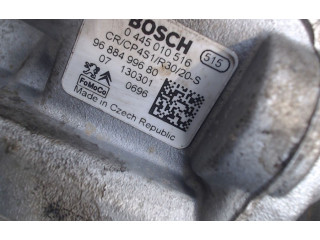 BOSCH
0 445 010 516
CR/CP4S1/R30/20-S
515
96 884 996 80
07 130301
0696
FoMoCo
Made in Czech Republic